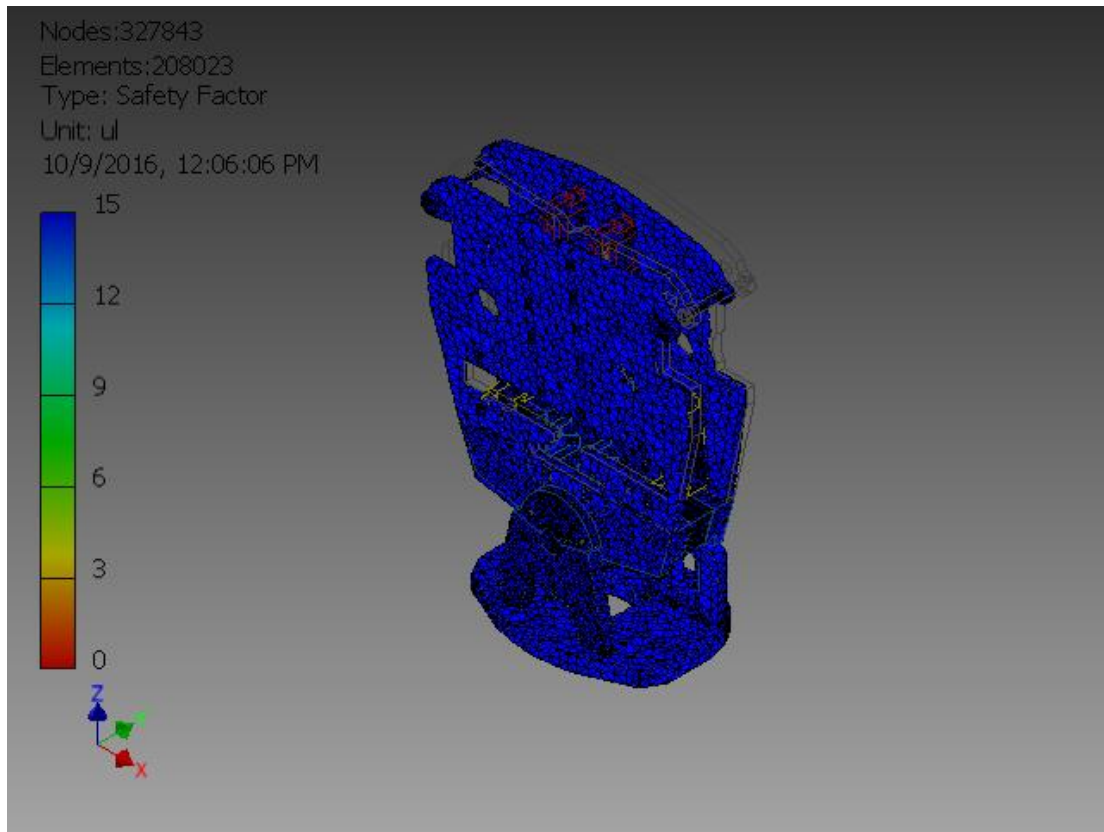 Nodes:327843
Elements:208023
Type: Safety Factor
Unit: ul
10/9/2016, 12:06:06 PM
15
12
9
6
3
0
Z
X